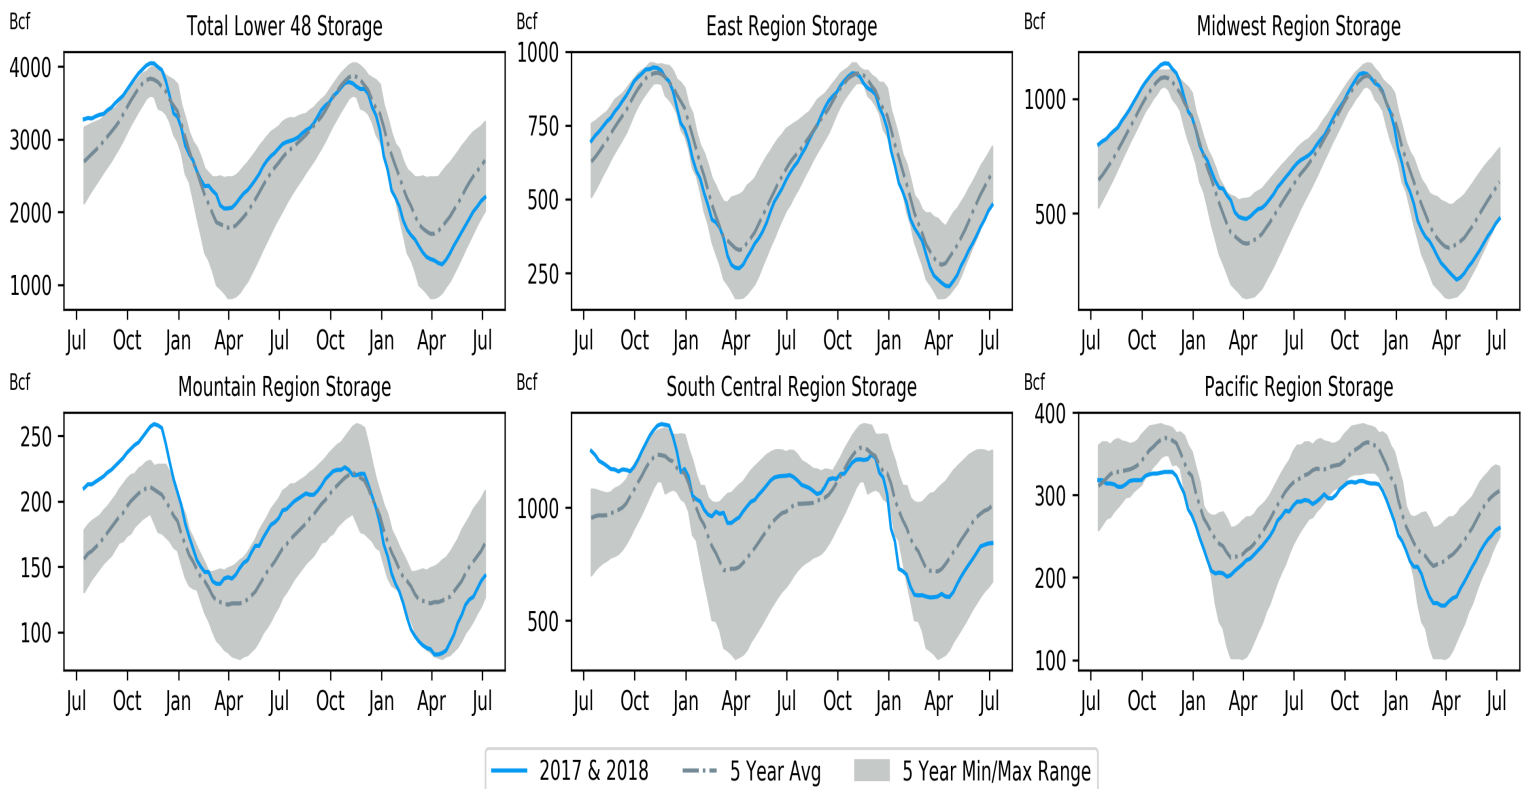 Bcf Total Lower 48 Storage
4000
3000
2000
1000
Jul Oct Jan Apr Jul Oct Jan Apr Jul
Bcf East Region Storage
1000
750
500
250
Jul Oct Jan Apr Jul Oct Jan Apr Jul
Bcf Midwest Region Storage
1000
500
Jul Oct Jan Apr Jul Oct Jan Apr Jul
Bcf Mountain Region Storage
250
200
150
100
Jul Oct Jan Apr Jul Oct Jan Apr Jul
Bcf South Central Region Storage
1000
500
Jul Oct Jan Apr Jul Oct Jan Apr Jul
Bcf Pacific Region Storage
400
300
200
100
Jul Oct Jan Apr Jul Oct Jan Apr Jul
2017 & 2018 5 Year Avg 5 Year Min/Max Range